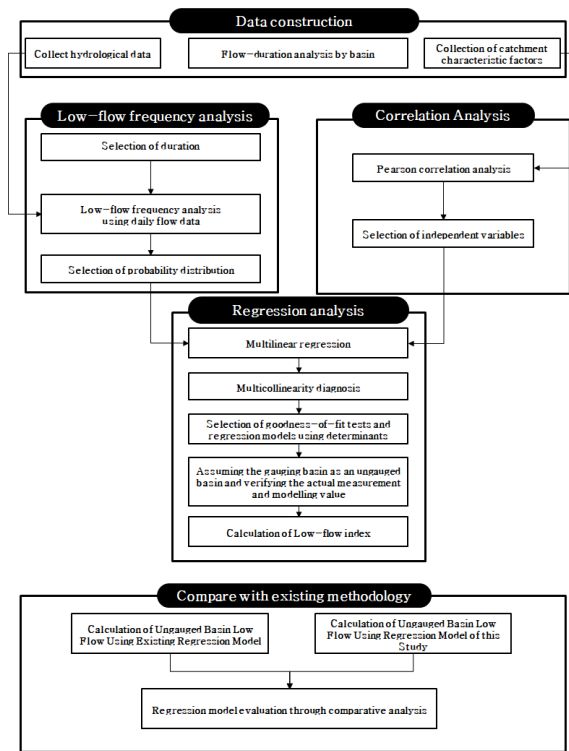 Data construction
Collect hydrological data
Flow-duration analysis by basin
Collection of catchment
characteristic factors
Low-flow frequency analysis
Selection of duration
Low-flow frequency analysis
using daily flow data
Selection of probability distribution
Correlation Analysis
Pearson correlation analysis
Selection of independent variables
Regression analysis
Multilinear regression
Multicollinearity diagnosis
Selection of goodness-of-fit tests and
regression models using determinants
Assuming the gauging basin as an ungauged
basin and verifying the actual measurement
and modelling value
Calculation of Low-flow index
Compare with existing methodology
Calculation of Ungauged Basin Low
Flow Using Existing Regression Model
Calculation of Ungauged Basin Low
Flow Using Regression Model of this
Study
Regression model evaluation through comparative analysis